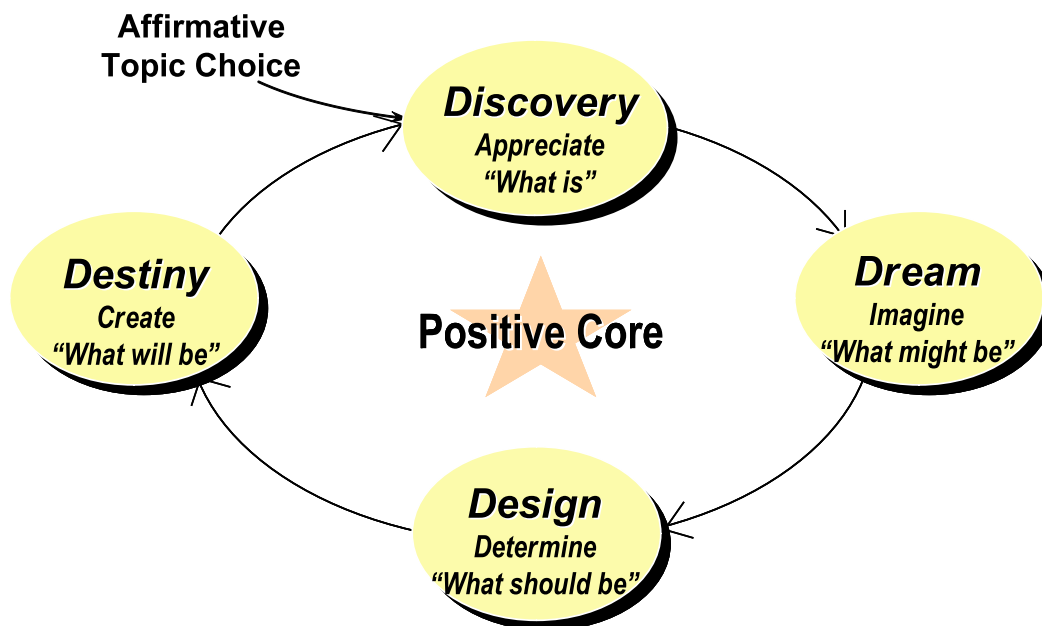 Affirmative
Topic Choice
Discovery
Appreciate
“What is”
Dream
Imagine
“What might be”
Design
Determine
“What should be”
Destiny
Create
“What will be”
Positive Core